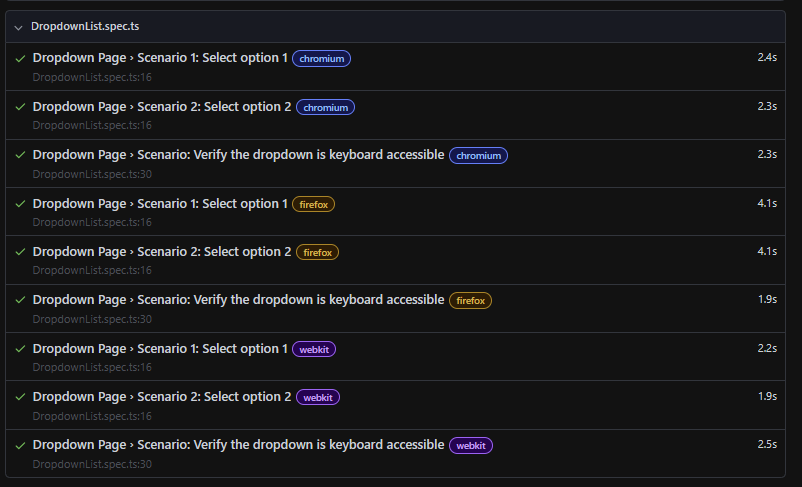 DropdownList.spec.ts
Dropdown Page › Scenario 1: Select option 1 chromium 2.4s
DropdownList.spec.ts:16
Dropdown Page › Scenario 2: Select option 2 chromium 2.3s
DropdownList.spec.ts:16
Dropdown Page › Scenario: Verify the dropdown is keyboard accessible chromium 2.3s
DropdownList.spec.ts:30
Dropdown Page › Scenario 1: Select option 1 firefox 4.1s
DropdownList.spec.ts:16
Dropdown Page › Scenario 2: Select option 2 firefox 4.1s
DropdownList.spec.ts:16
Dropdown Page › Scenario: Verify the dropdown is keyboard accessible firefox 1.9s
DropdownList.spec.ts:30
Dropdown Page › Scenario 1: Select option 1 webkit 2.2s
DropdownList.spec.ts:16
Dropdown Page › Scenario 2: Select option 2 webkit 1.9s
DropdownList.spec.ts:16
Dropdown Page › Scenario: Verify the dropdown is keyboard accessible webkit 2.5s
DropdownList.spec.ts:30